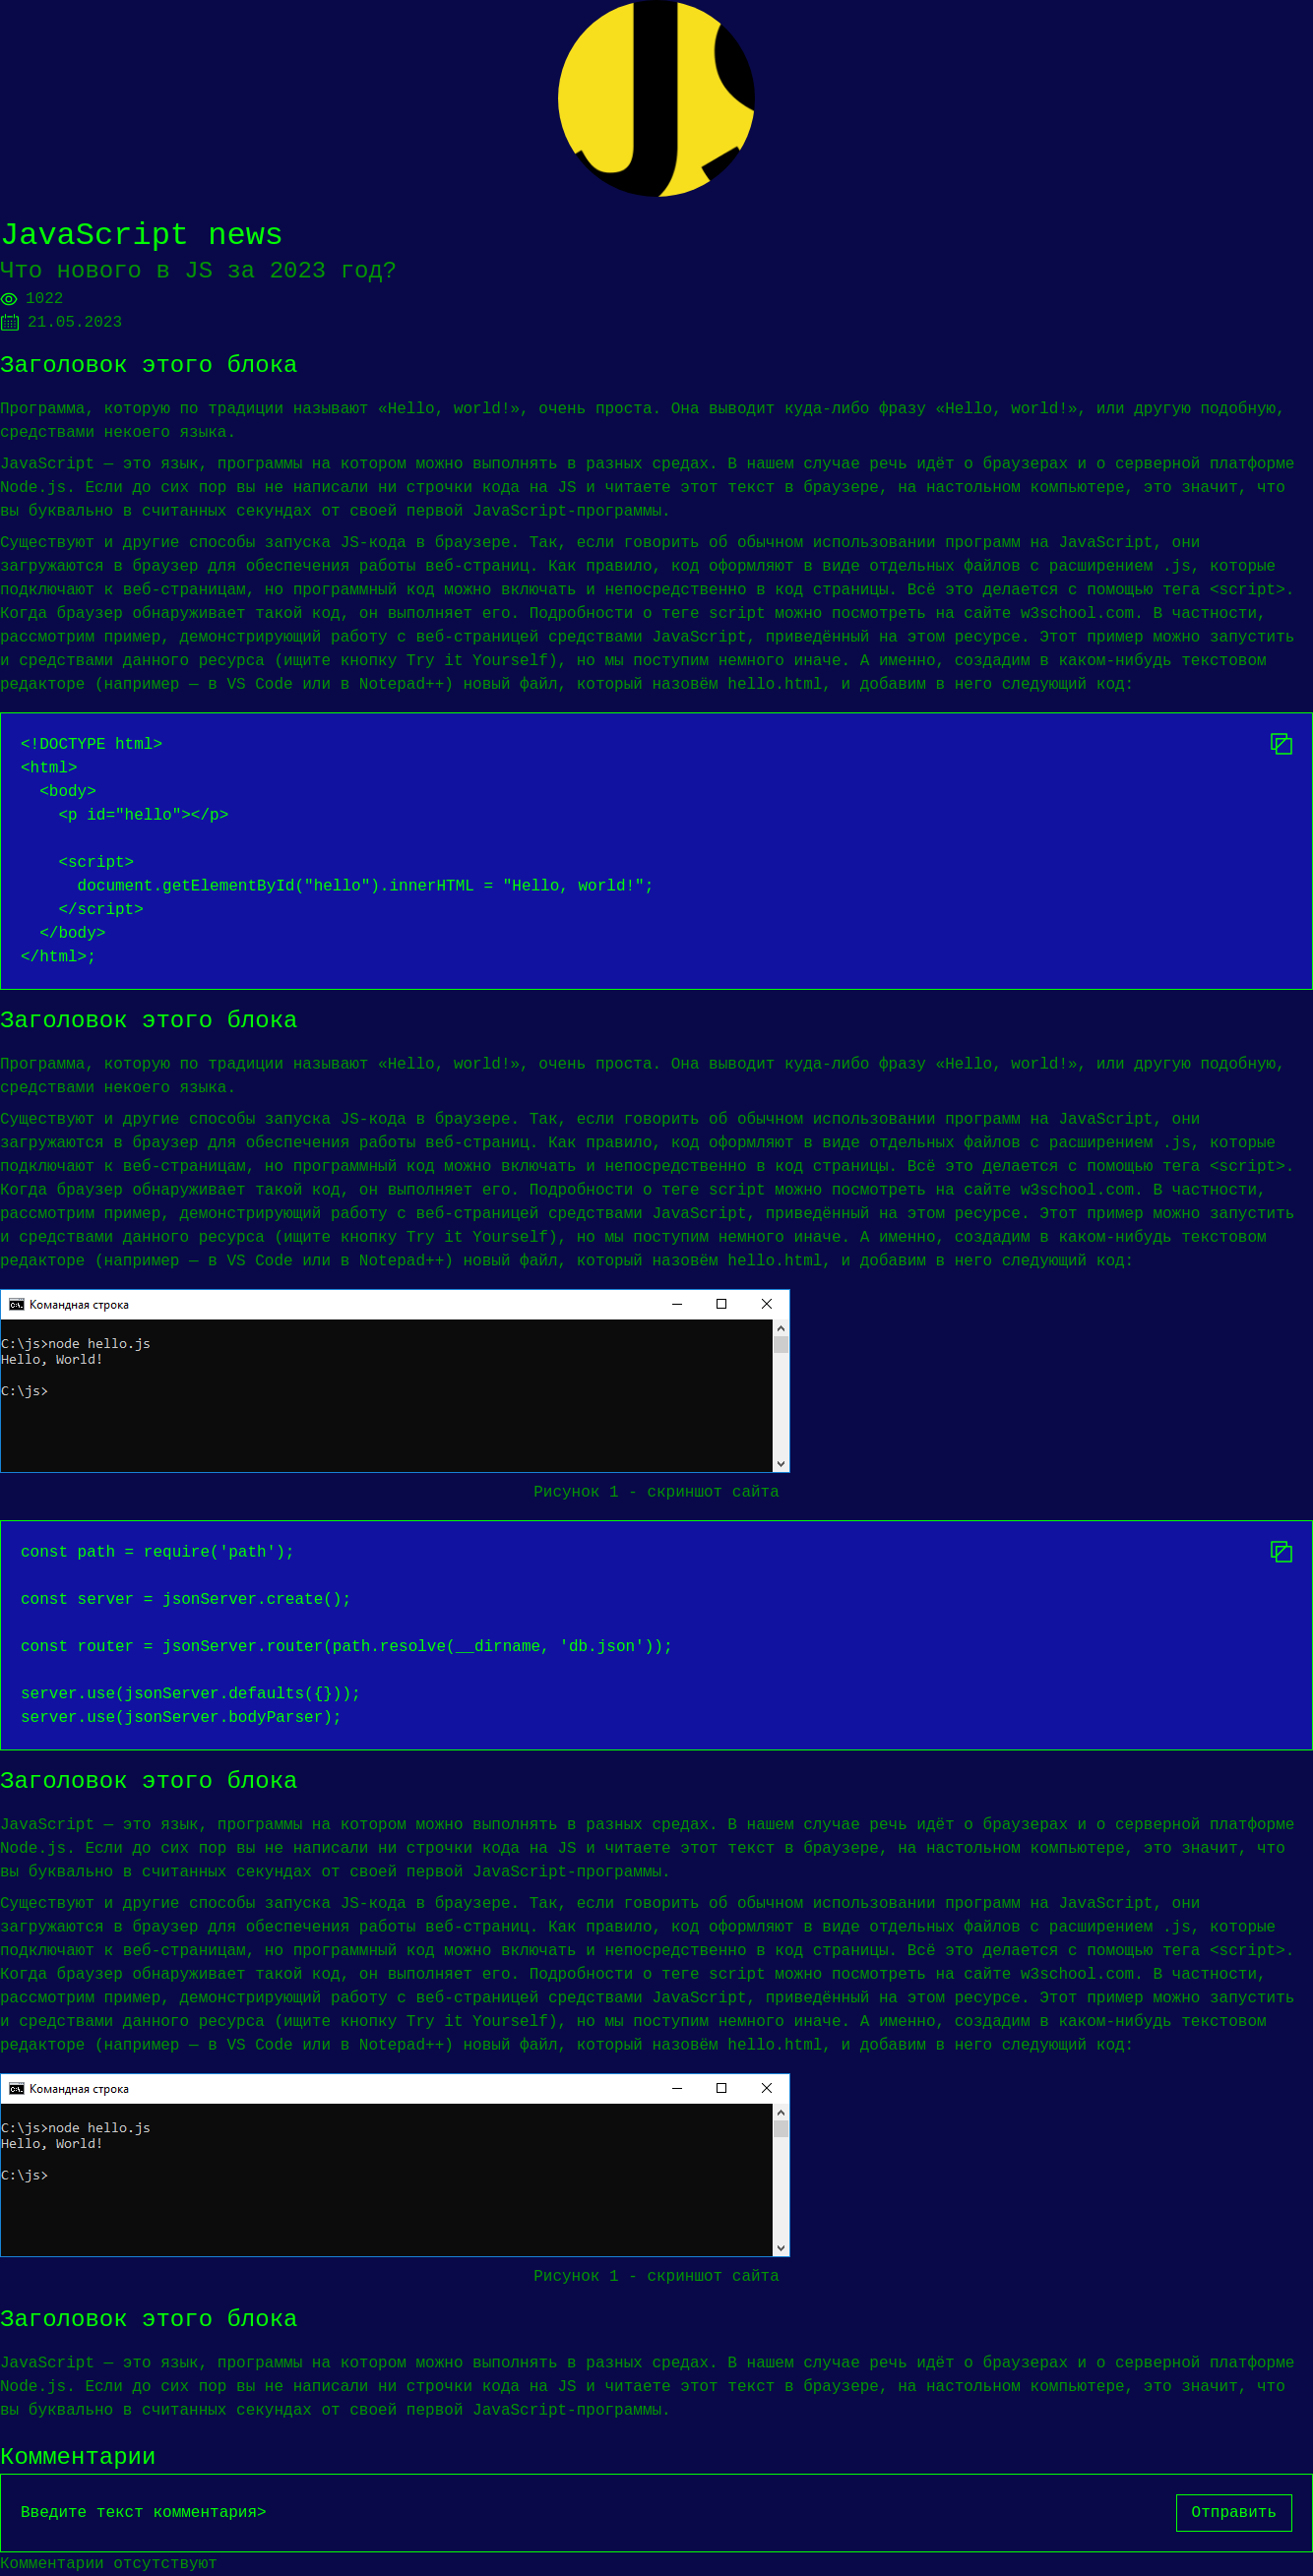 JS
JavaScript news
Что нового в JS за 2023 год?
1022
21.05.2023
Заголовок этого блока
Программа, которую по традиции называют «Hello, world!», очень проста. Она выводит куда-либо фразу «Hello, world!», или другую подобную,
средствами некоего языка.
JavaScript — это язык, программы на котором можно выполнять в разных средах. В нашем случае речь идёт о браузерах и о серверной платформе
Node.js. Если до сих пор вы не написали ни строчки кода на JS и читаете этот текст в браузере, на настольном компьютере, это значит, что
вы буквально в считанных секундах от своей первой JavaScript-программы.
Существуют и другие способы запуска JS-кода в браузере. Так, если говорить об обычном использовании программ на JavaScript, они
загружаются в браузер для обеспечения работы веб-страниц. Как правило, код оформляют в виде отдельных файлов с расширением .js, которые
подключают к веб-страницам, но программный код можно включать и непосредственно в код страницы. Всё это делается с помощью тега <script>.
Когда браузер обнаруживает такой код, он выполняет его. Подробности о теге script можно посмотреть на сайте w3school.com. В частности,
рассмотрим пример, демонстрирующий работу с веб-страницей средствами JavaScript, приведённый на этом ресурсе. Этот пример можно запустить
и средствами данного ресурса (ищите кнопку Try it Yourself), но мы поступим немного иначе. А именно, создадим в каком-нибудь текстовом
редакторе (например — в VS Code или в Notepad++) новый файл, который назовём hello.html, и добавим в него следующий код:
<!DOCTYPE html>
<html>
  <body>
    <p id="hello"></p>

    <script>
      document.getElementById("hello").innerHTML = "Hello, world!";
    </script>
  </body>
</html>;
Заголовок этого блока
Программа, которую по традиции называют «Hello, world!», очень проста. Она выводит куда-либо фразу «Hello, world!», или другую подобную,
средствами некоего языка.
Существуют и другие способы запуска JS-кода в браузере. Так, если говорить об обычном использовании программ на JavaScript, они
загружаются в браузер для обеспечения работы веб-страниц. Как правило, код оформляют в виде отдельных файлов с расширением .js, которые
подключают к веб-страницам, но программный код можно включать и непосредственно в код страницы. Всё это делается с помощью тега <script>.
Когда браузер обнаруживает такой код, он выполняет его. Подробности о теге script можно посмотреть на сайте w3school.com. В частности,
рассмотрим пример, демонстрирующий работу с веб-страницей средствами JavaScript, приведённый на этом ресурсе. Этот пример можно запустить
и средствами данного ресурса (ищите кнопку Try it Yourself), но мы поступим немного иначе. А именно, создадим в каком-нибудь текстовом
редакторе (например — в VS Code или в Notepad++) новый файл, который назовём hello.html, и добавим в него следующий код:
Командная строка
C:\js>node hello.js
Hello, World!
C:\js>
Рисунок 1 - скриншот сайта
const path = require('path');

const server = jsonServer.create();

const router = jsonServer.router(path.resolve(__dirname, 'db.json'));

server.use(jsonServer.defaults({}));
server.use(jsonServer.bodyParser);
Заголовок этого блока
JavaScript — это язык, программы на котором можно выполнять в разных средах. В нашем случае речь идёт о браузерах и о серверной платформе
Node.js. Если до сих пор вы не написали ни строчки кода на JS и читаете этот текст в браузере, на настольном компьютере, это значит, что
вы буквально в считанных секундах от своей первой JavaScript-программы.
Существуют и другие способы запуска JS-кода в браузере. Так, если говорить об обычном использовании программ на JavaScript, они
загружаются в браузер для обеспечения работы веб-страниц. Как правило, код оформляют в виде отдельных файлов с расширением .js, которые
подключают к веб-страницам, но программный код можно включать и непосредственно в код страницы. Всё это делается с помощью тега <script>.
Когда браузер обнаруживает такой код, он выполняет его. Подробности о теге script можно посмотреть на сайте w3school.com. В частности,
рассмотрим пример, демонстрирующий работу с веб-страницей средствами JavaScript, приведённый на этом ресурсе. Этот пример можно запустить
и средствами данного ресурса (ищите кнопку Try it Yourself), но мы поступим немного иначе. А именно, создадим в каком-нибудь текстовом
редакторе (например — в VS Code или в Notepad++) новый файл, который назовём hello.html, и добавим в него следующий код:
Командная строка
C:\js>node hello.js
Hello, World!
C:\js>
Рисунок 1 - скриншот сайта
Заголовок этого блока
JavaScript — это язык, программы на котором можно выполнять в разных средах. В нашем случае речь идёт о браузерах и о серверной платформе
Node.js. Если до сих пор вы не написали ни строчки кода на JS и читаете этот текст в браузере, на настольном компьютере, это значит, что
вы буквально в считанных секундах от своей первой JavaScript-программы.
Комментарии
Введите текст комментария>
Отправить
Комментарии отсутствуют